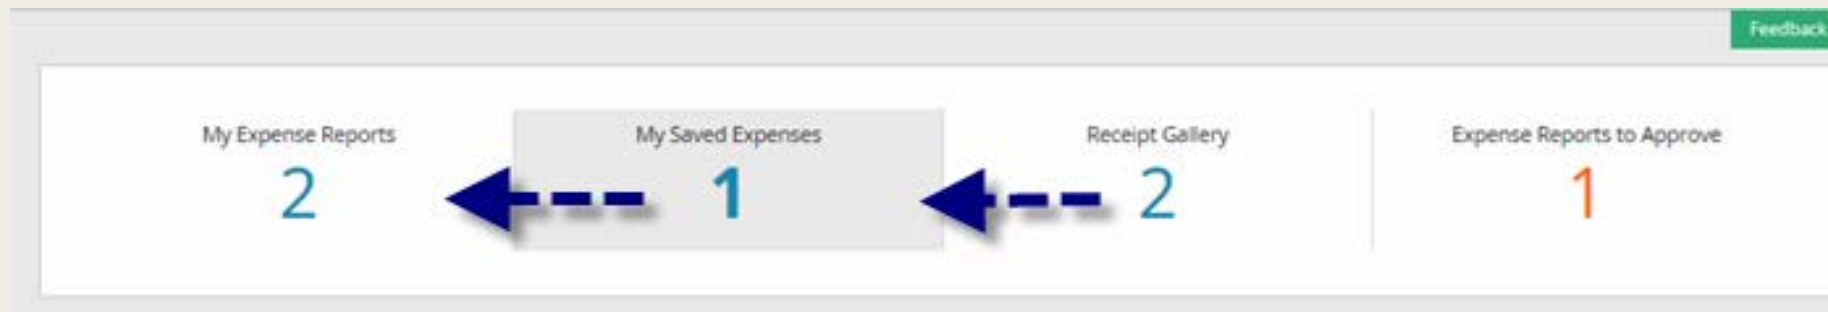 Feedback
My Expense Reports
2
My Saved Expenses
1
Receipt Gallery
2
Expense Reports to Approve
1